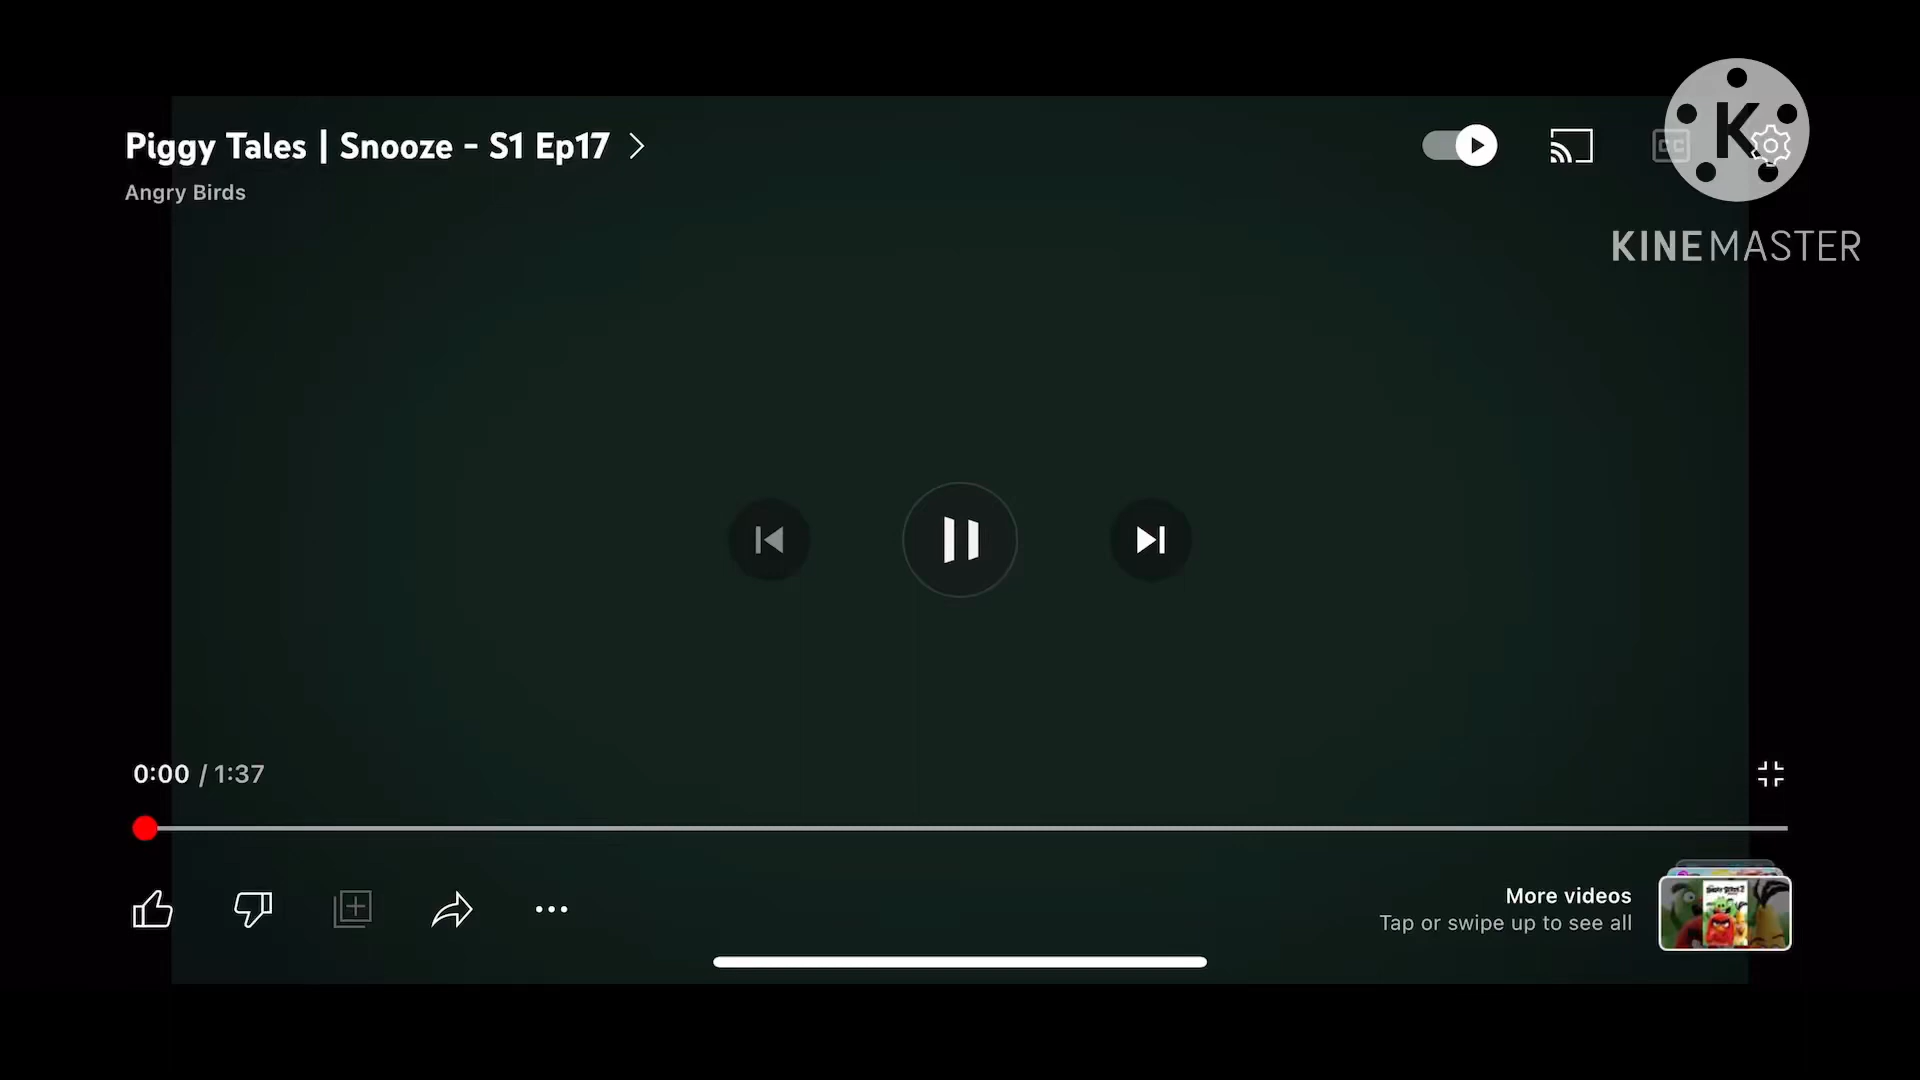 Piggy Tales | Snooze - S1 Ep17
Angry Birds
CC
K
KINEMASTER
0:00 / 1:37
More videos
Tap or swipe up to see all